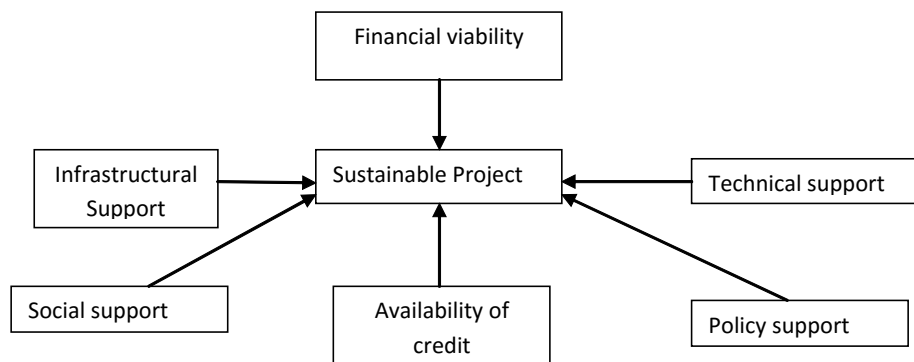 Financial viability
Infrastructural
Support
Sustainable Project
Technical support
Social support
Availability of
credit
Policy support